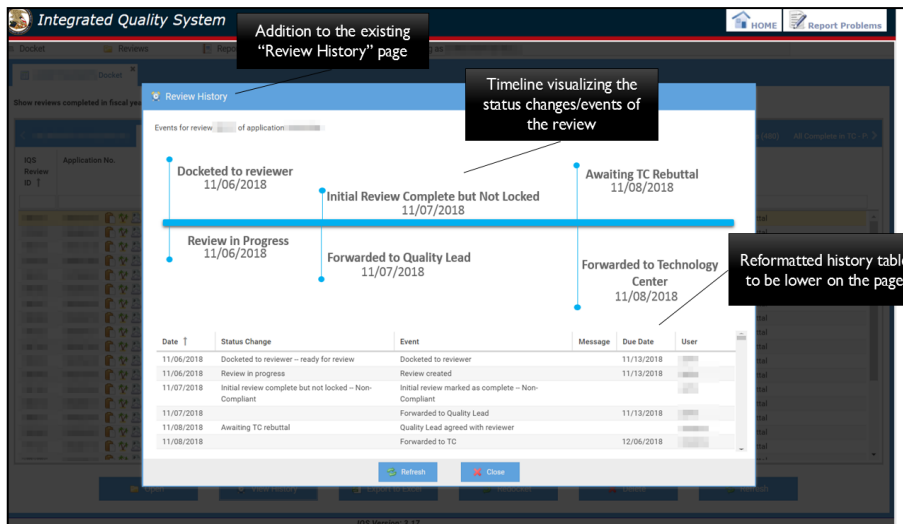 Integrated Quality System
HOME
Report Problems
Addition to the existing
“Review History” page
Docket
Reviews
Docket
Show reviews completed in fiscal yea
Review History
Timeline visualizing the
status changes/events of
the review
Events for review of application
All Complete to TC - P
IQS
Review
ID ↑
Application No.
Docketed to reviewer
11/06/2018
Initial Review Complete but Not Locked
11/07/2018
Awaiting TC Rebuttal
11/08/2018
Review in Progress
11/06/2018
Forwarded to Quality Lead
11/07/2018
Forwarded to Technology
Center
11/08/2018
Reformatted history table
to be lower on the page
Date ↑ Status Change Event Message Due Date User
11/06/2018 Docketed to reviewer -- ready for review Docketed to reviewer 11/13/2018
11/06/2018 Review in progress Review created 11/13/2018
11/07/2018 Initial review complete but not locked -- Non- Initial review marked as complete -- Non-
Compliant Compliant
11/07/2018 Forwarded to Quality Lead 11/13/2018
11/08/2018 Awaiting TC rebuttal Quality Lead agreed with reviewer
11/08/2018 Forwarded to TC 12/06/2018
Refresh
Close
Open
View History
Export to Excel
Refresh
IQS Version: 5.17